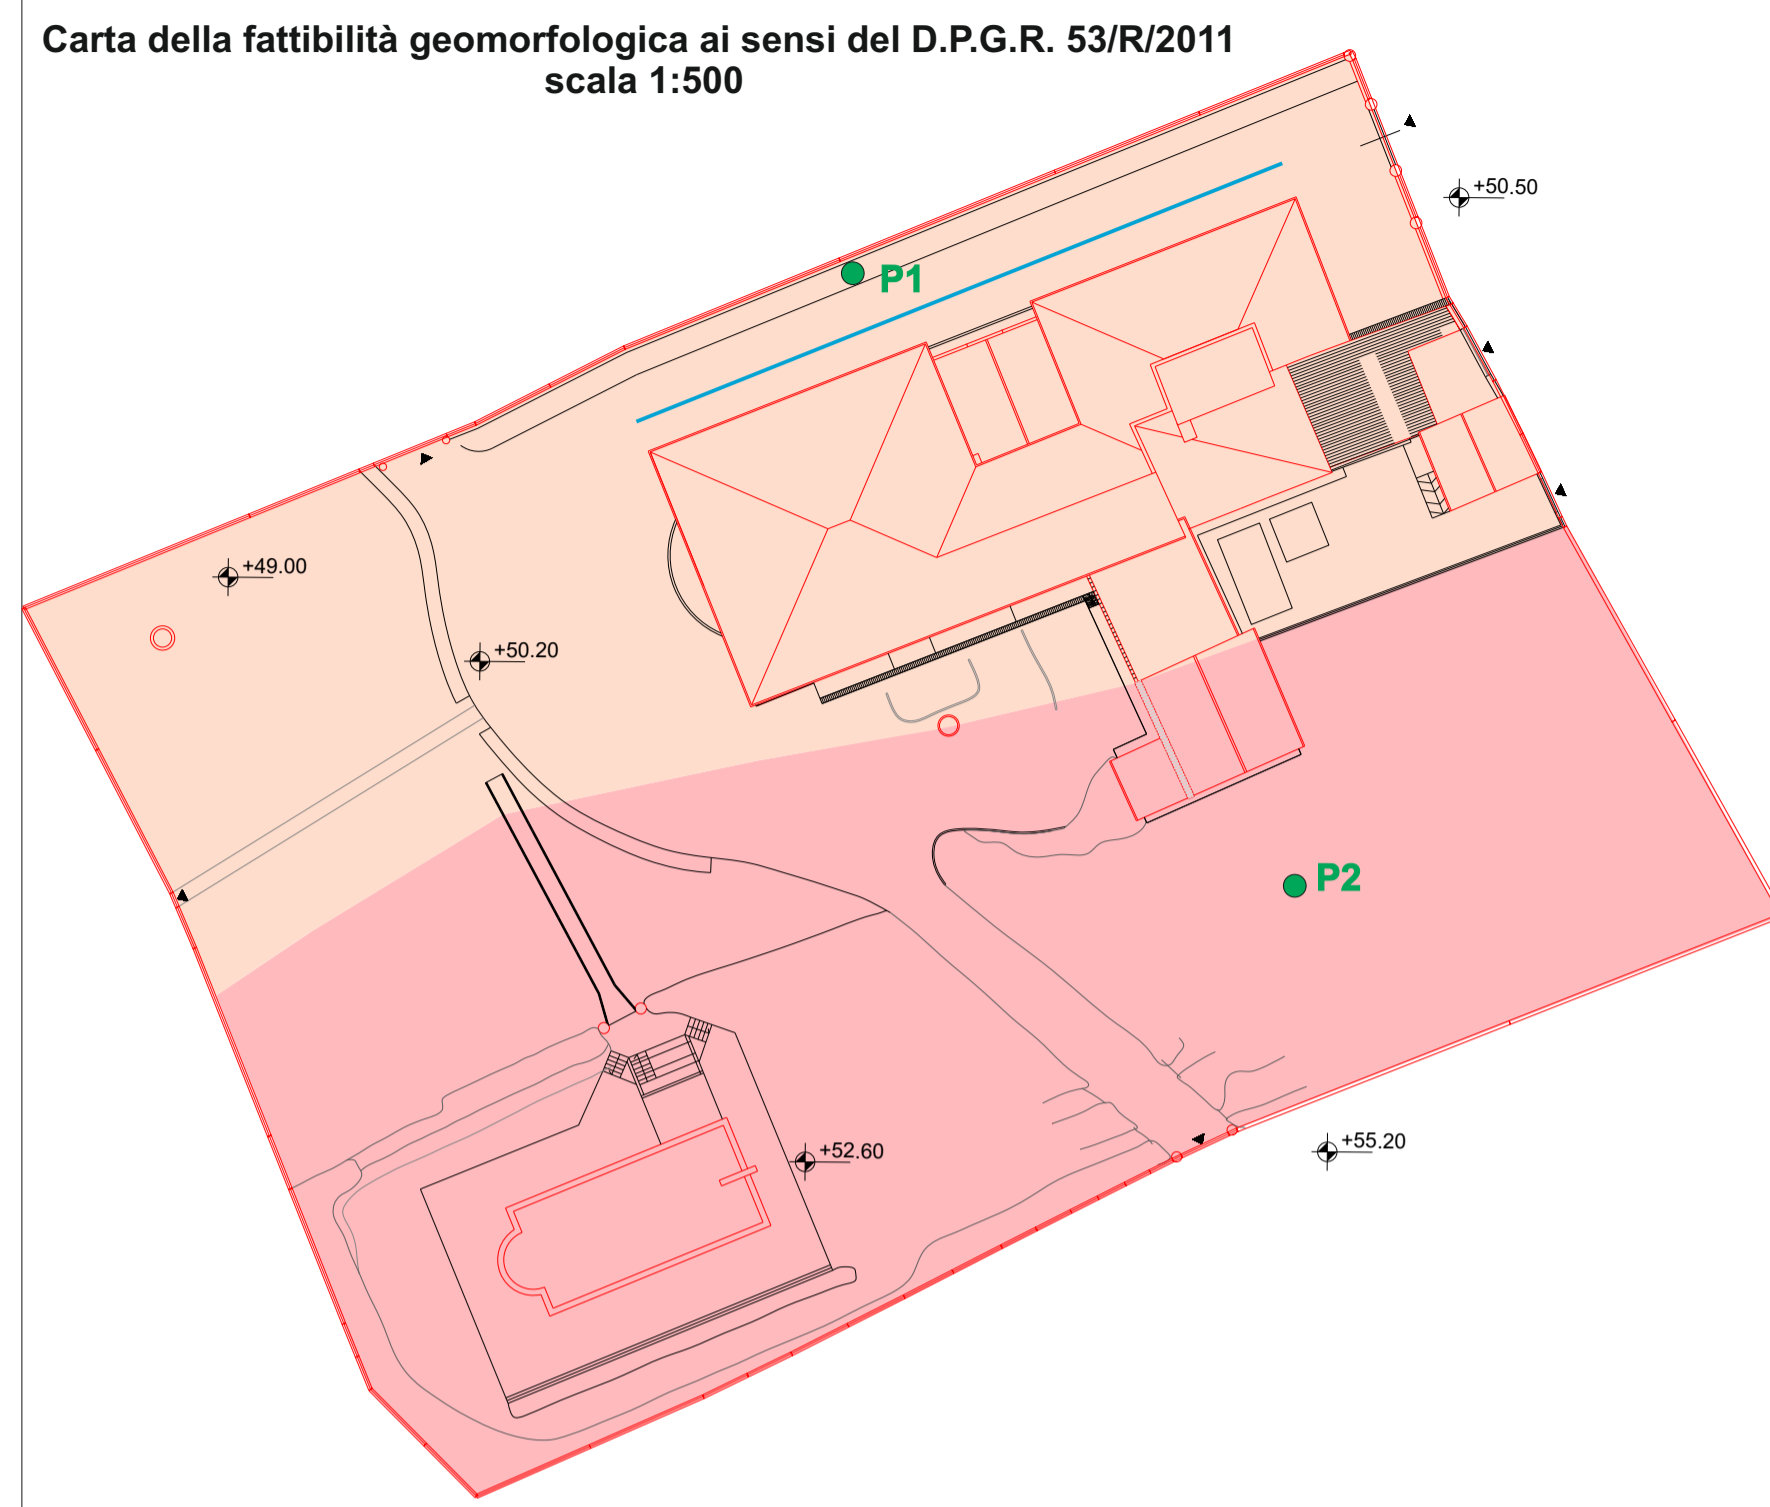 Carta della fattibilità geomorfologica ai sensi del D.P.G.R. 53/R/2011
scala 1:500
+50.50
P1
+49.00
+50.20
P2
+52.60
+55.20